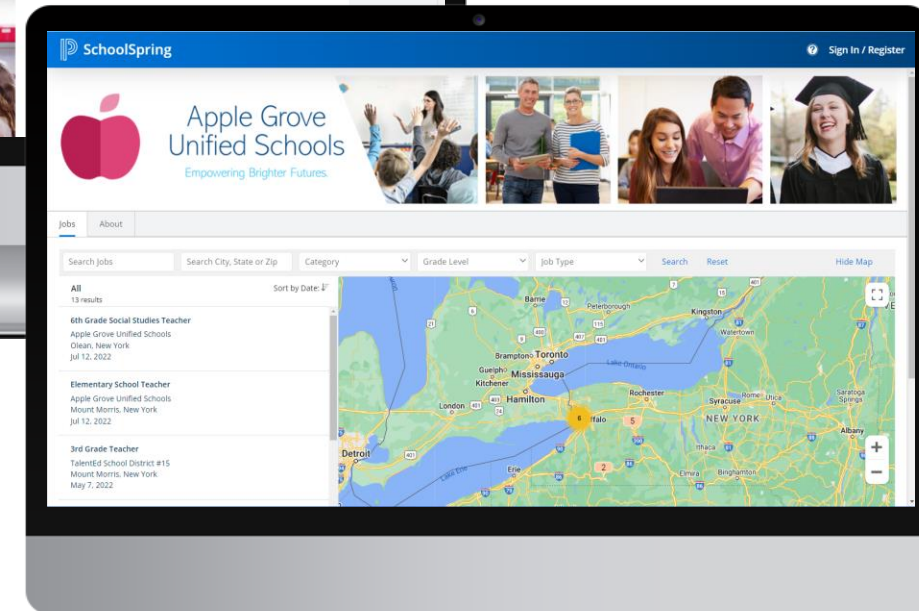 SchoolSpring
Sign In / Register
Apple Grove
Unified Schools
Empowering Brighter Futures.
Jobs About
Search Jobs Search City, State or Zip Category Grade Level Job Type Search Reset Hide Map
All Sort by Date:
13 results
6th Grade Social Studies Teacher
Apple Grove Unified Schools
Olean, New York
Jul 12, 2022
Elementary School Teacher
Apple Grove Unified Schools
Mount Morris, New York
Jul 12, 2022
3rd Grade Teacher
TalentEd School District #15
Mount Morris, New York
May 7, 2022
Barrie
Peterborough
Kingston
Watertown
Brampton Toronto
Lake Ontario
Guelph Mississauga
Kitchener
London Hamilton
Rochester
Syracuse Rome Utica
Saratoga
Springs
6 ffalo 5
NEW YORK
Albany
Detroit
Ithaca
Lake Erie Erie 2
Elmira Binghamton